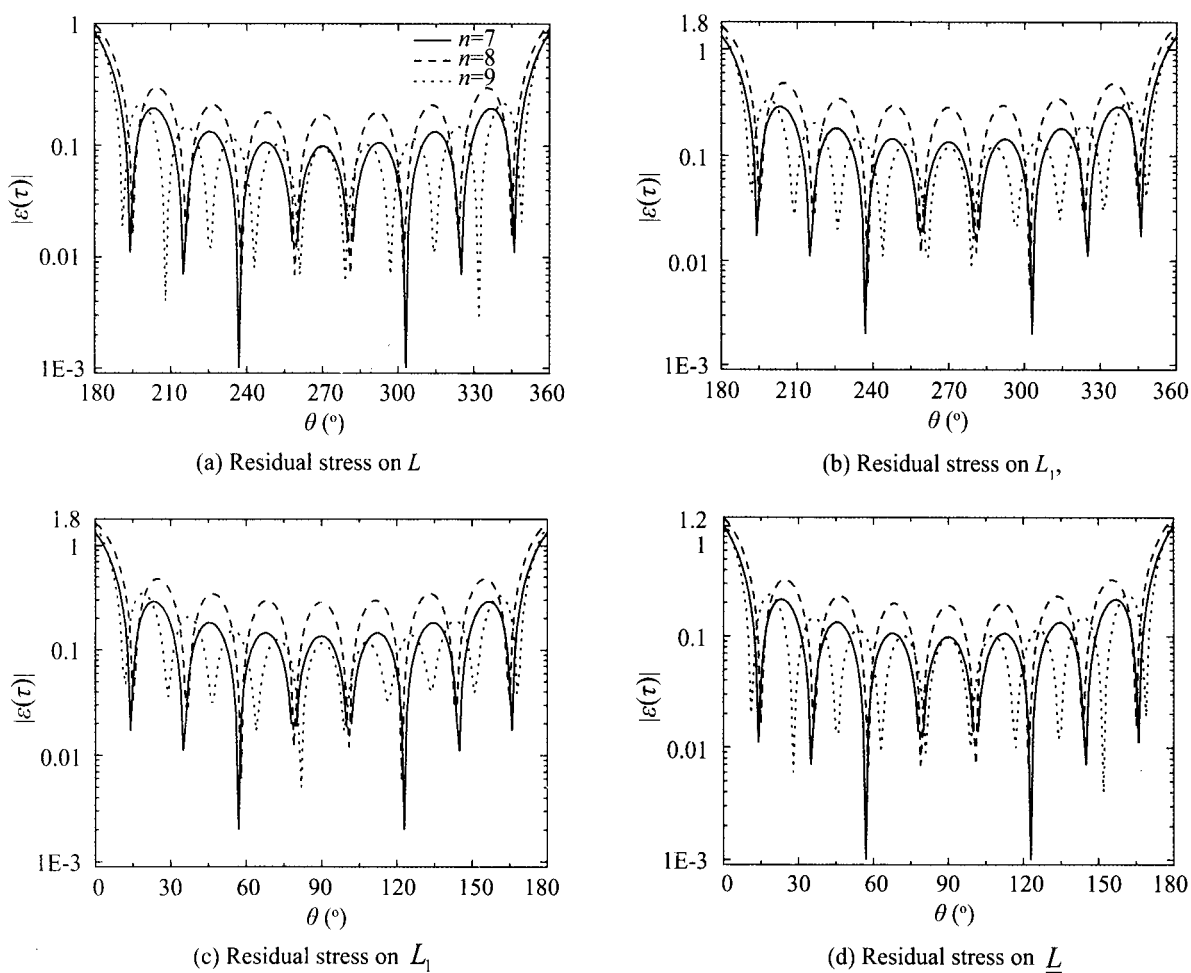 1
0.1
0.01
1E-3
|ε(τ)|
n=7
n=8
n=9
180 210 240 270 300 330 360
θ (°)
(a) Residual stress on L
1.8
1
0.1
0.01
1E-3
|ε(τ)|
180 210 240 270 300 330 360
θ (°)
(b) Residual stress on L₁,
1.8
1
0.1
0.01
1E-3
|ε(τ)|
0 30 60 90 120 150 180
θ (°)
(c) Residual stress on L₁
1.2
1
0.1
0.01
1E-3
|ε(τ)|
0 30 60 90 120 150 180
θ (°)
(d) Residual stress on L